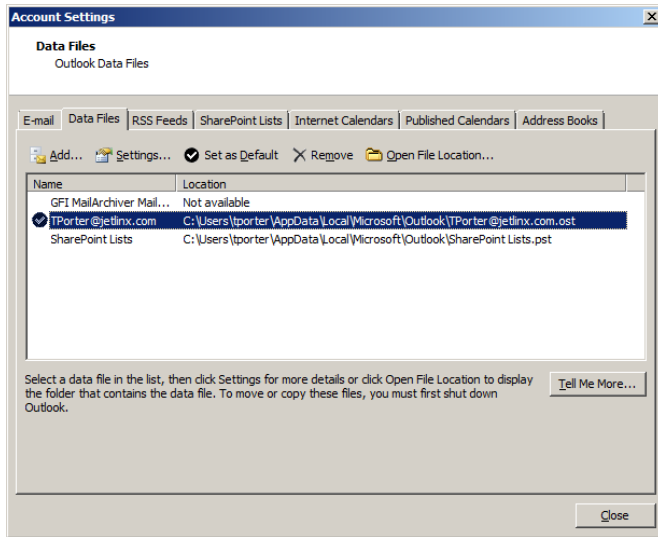 Account Settings
Data Files
Outlook Data Files
E-mail Data Files RSS Feeds SharePoint Lists Internet Calendars Published Calendars Address Books
Add... Settings... Set as Default Remove Open File Location...
Name Location
GFI MailArchiver Mail... Not available
TPorter@jetlinx.com C:\Users\tporter\AppData\Local\Microsoft\Outlook\TPorter@jetlinx.com.ost
SharePoint Lists C:\Users\tporter\AppData\Local\Microsoft\Outlook\SharePoint Lists.pst
Select a data file in the list, then click Settings for more details or click Open File Location to display
the folder that contains the data file. To move or copy these files, you must first shut down
Outlook.
Tell Me More...
Close